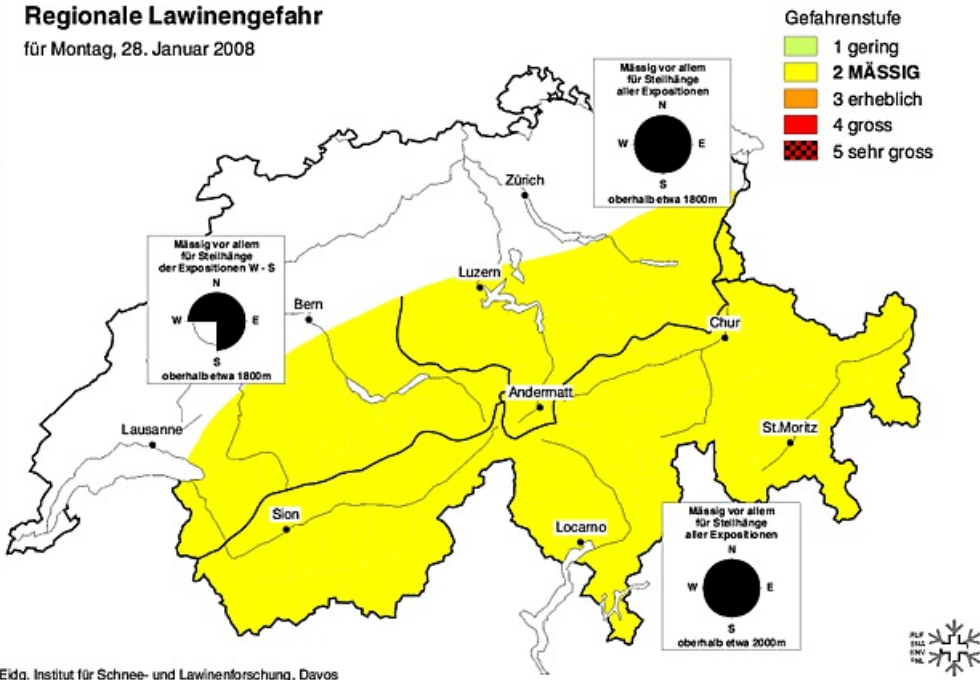 Regionale Lawinengefahr
für Montag, 28. Januar 2008
Gefahrenstufe
1 gering
2 MÄSSIG
3 erheblich
4 gross
5 sehr gross
Mässig vor allem
für Steilhänge
aller Expositionen
N
W E
S
oberhalb etwa 1800m
Zürich
Mässig vor allem
für Steilhänge
der Expositionen W - S
N
W E
S
oberhalb etwa 1800m
Luzern
Bern
Chur
Andermatt
Lausanne
St.Moritz
Sion
Locarno
Mässig vor allem
für Steilhänge
aller Expositionen
N
W E
S
oberhalb etwa 2000m
SLF
ENA
SNL
Eidg. Institut für Schnee- und Lawinenforschung, Davos